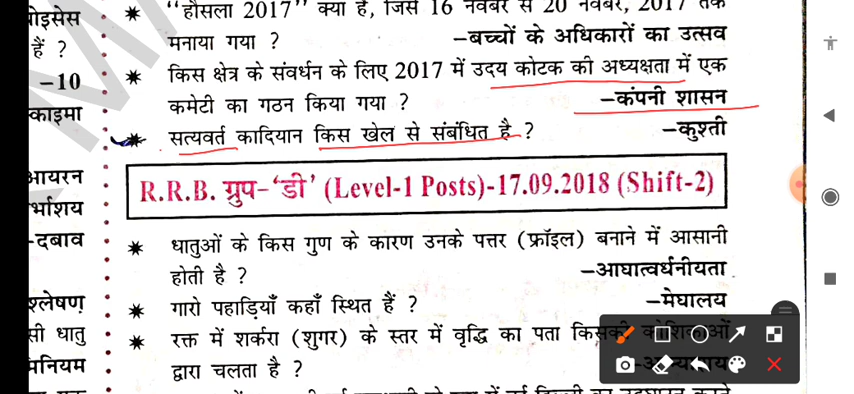 ोइसेस
हैं ?
–10
काइमा
आयरन
र्भाशय
-दबाव
श्लेषण
सी धातु
मनियम
* "हौसला 2017" क्या है, जिसे 16 नवंबर से 20 नवंबर, 2017 तक
मनाया गया ? –बच्चों के अधिकारों का उत्सव
* किस क्षेत्र के संवर्धन के लिए 2017 में उदय कोटक की अध्यक्षता में एक
कमेटी का गठन किया गया ? –कंपनी शासन
* सत्यवर्त कादियान किस खेल से संबंधित है ? –कुश्ती
R.R.B. ग्रुप–'डी' (Level-1 Posts)-17.09.2018 (Shift-2)
* धातुओं के किस गुण के कारण उनके पत्तर (फ्रॉइल) बनाने में आसानी
होती है ? –आघात्वर्धनीयता
* गारो पहाड़ियाँ कहाँ स्थित हैं ? –मेघालय
* रक्त में शर्करा (शुगर) के स्तर में वृद्धि का पता किसकी कोशिकाओं
द्वारा चलता है ?